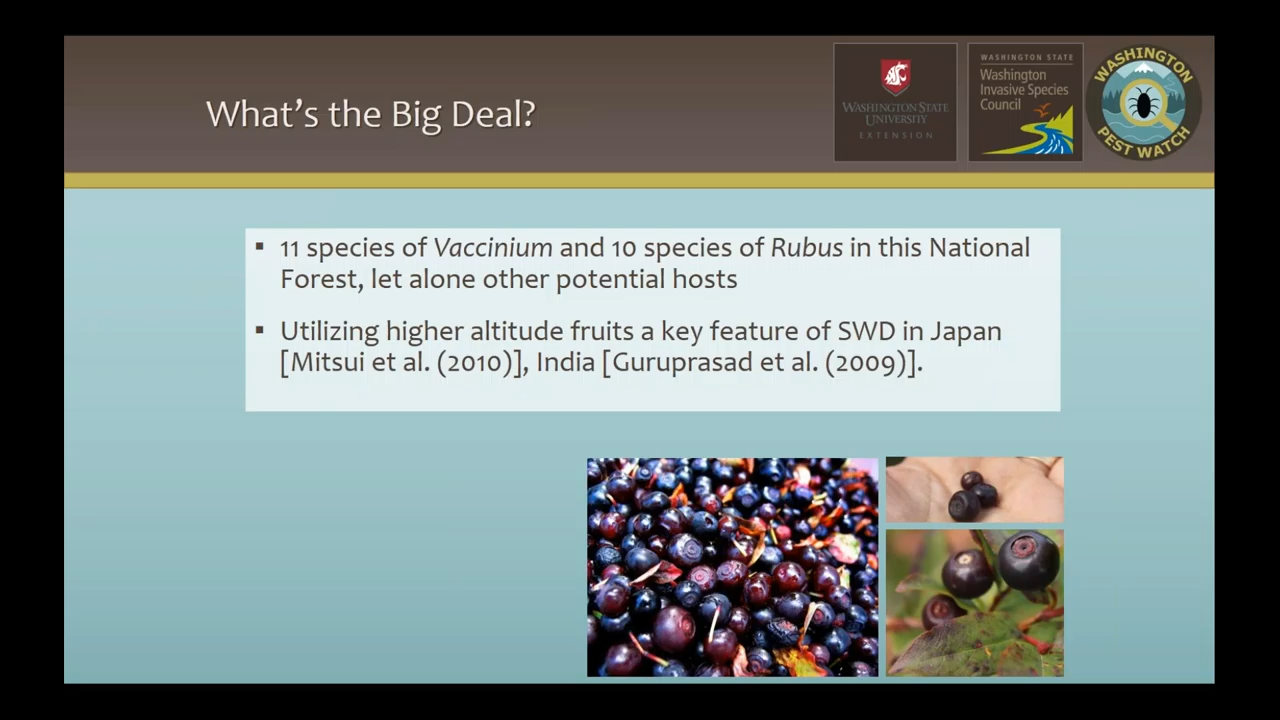 What's the Big Deal?
WASHINGTON STATE
UNIVERSITY
EXTENSION
WASHINGTON STATE
Washington
Invasive Species
Council
WASHINGTON
PEST WATCH
▪ 11 species of Vaccinium and 10 species of Rubus in this National
Forest, let alone other potential hosts
▪ Utilizing higher altitude fruits a key feature of SWD in Japan
[Mitsui et al. (2010)], India [Guruprasad et al. (2009)].